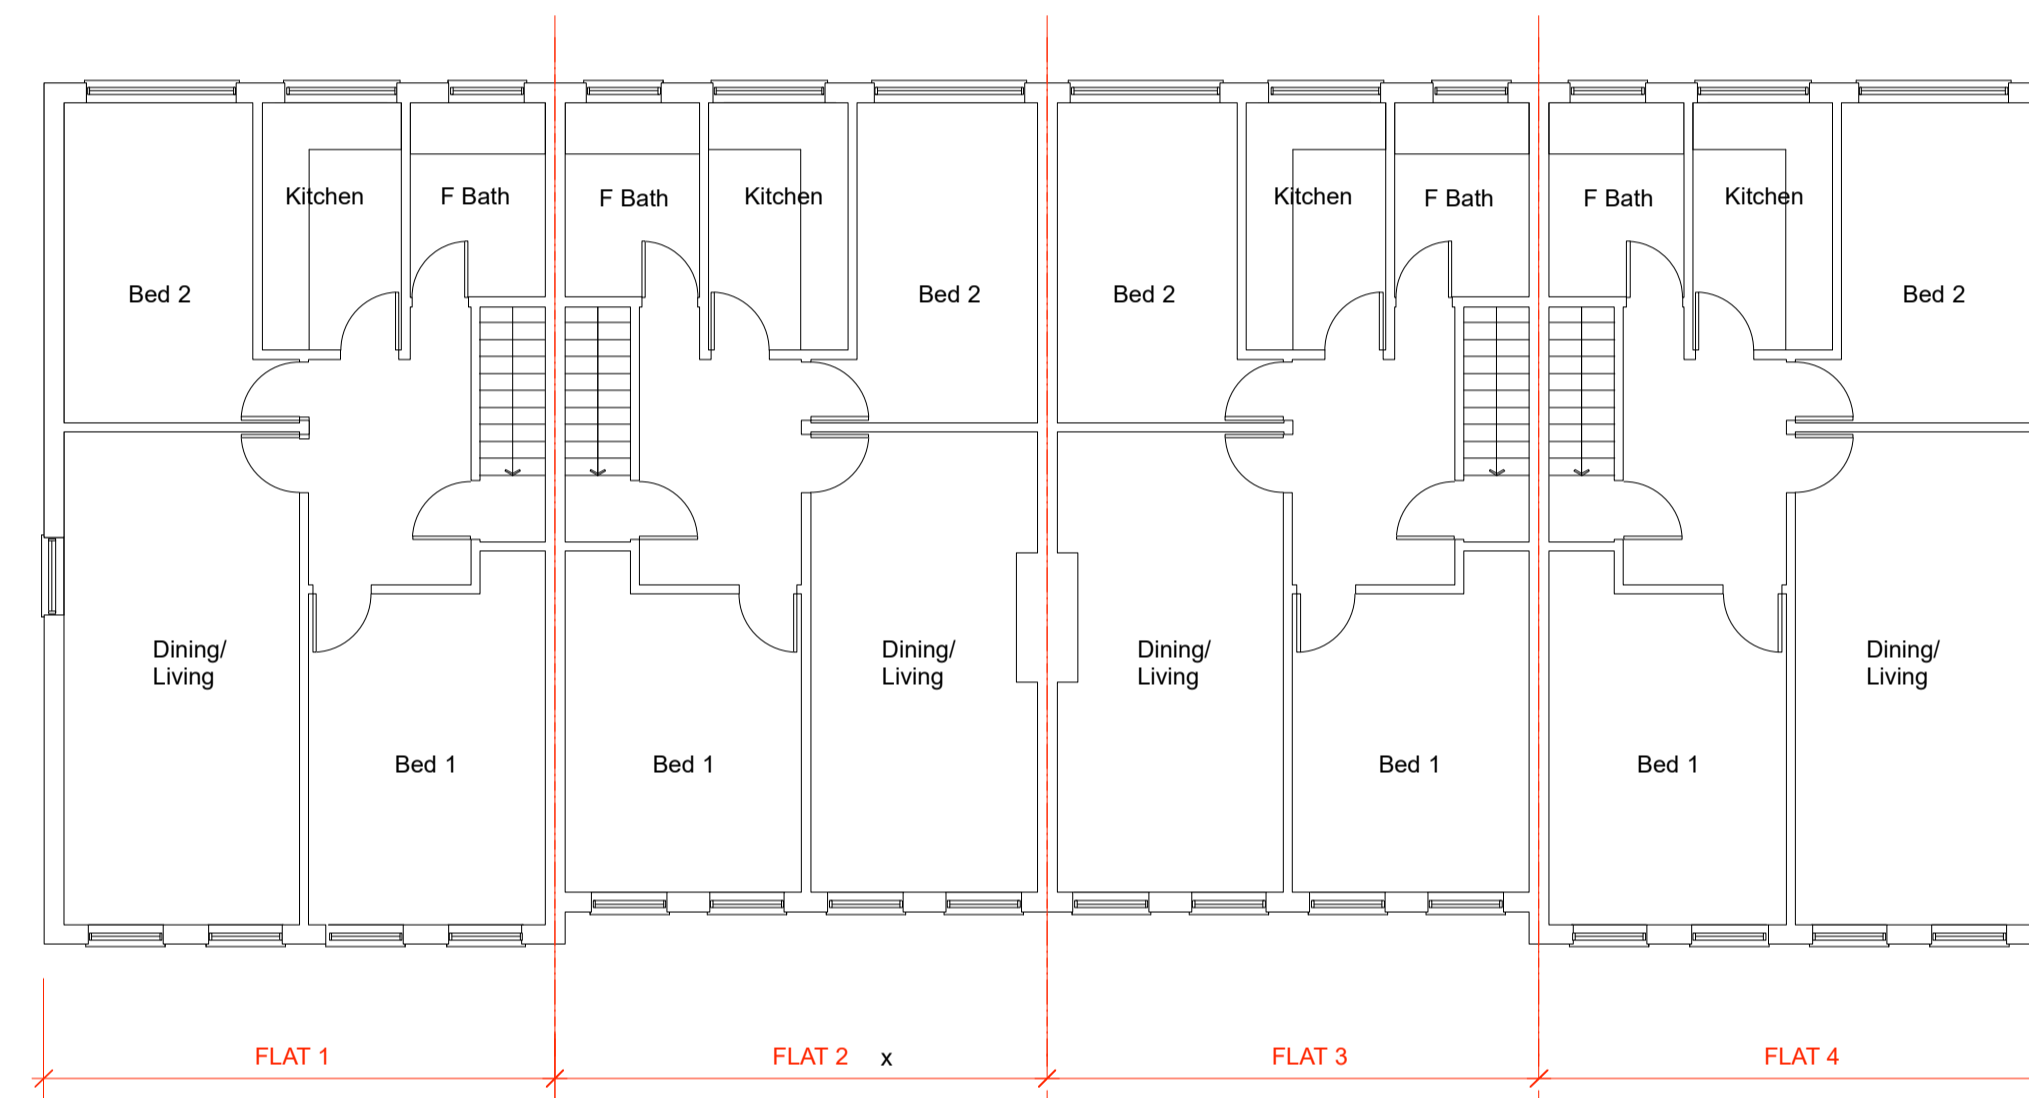 Kitchen F Bath F Bath Kitchen Kitchen F Bath F Bath Kitchen
Bed 2 Bed 2 Bed 2 Bed 2
Dining/ Dining/ Dining/ Dining/
Living Living Living Living
Bed 1 Bed 1 Bed 1 Bed 1
FLAT 1 FLAT 2 x FLAT 3 FLAT 4